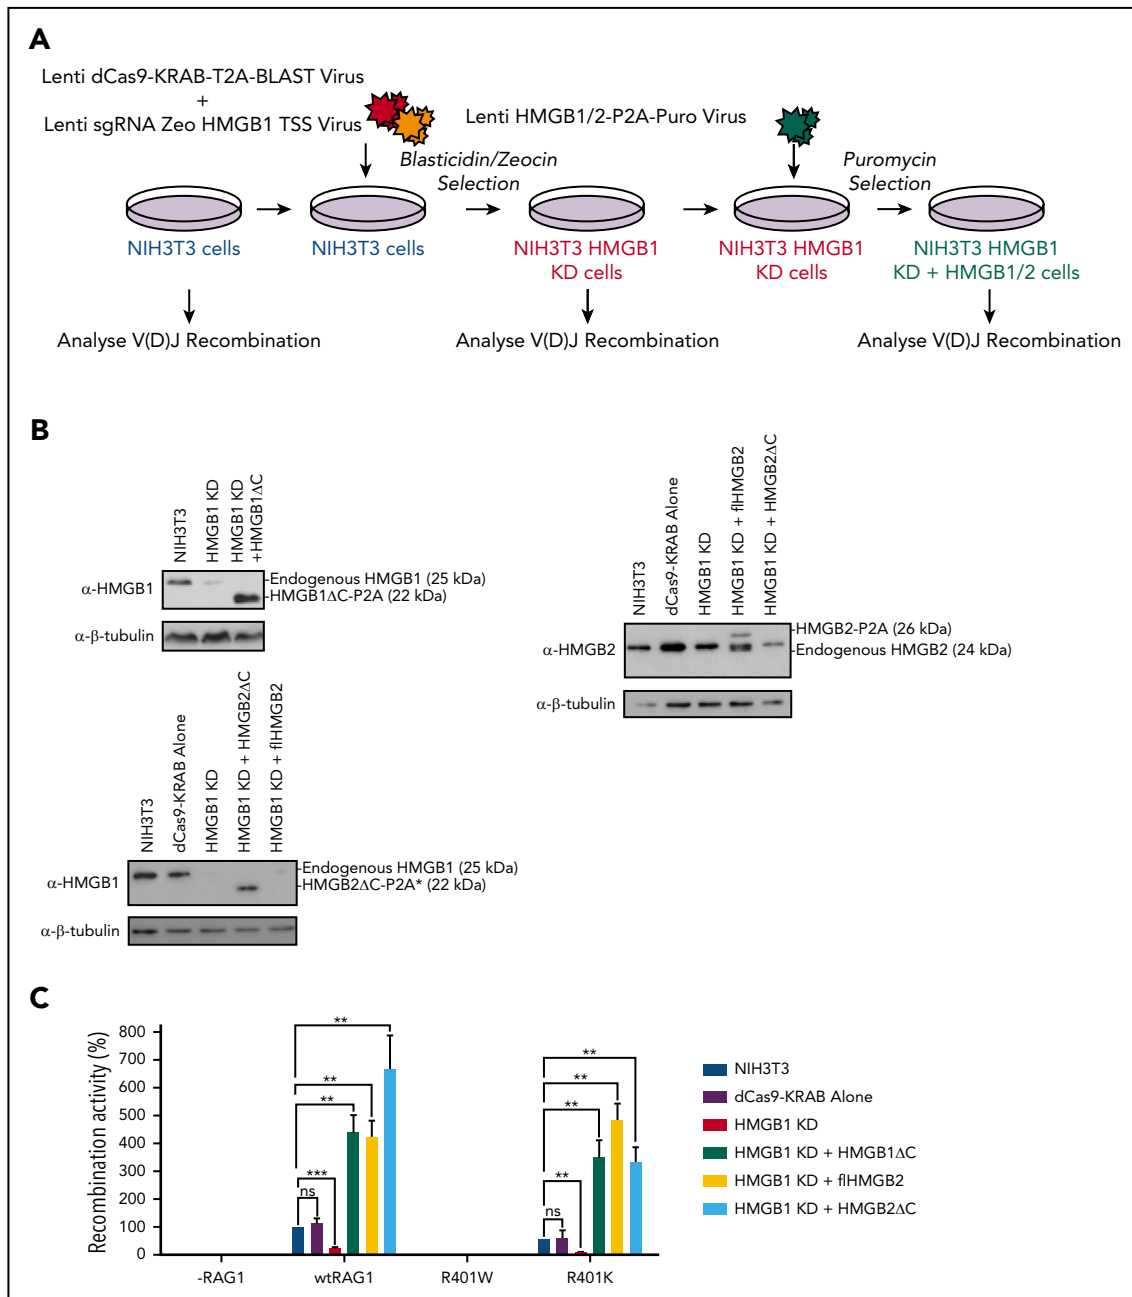 A
Lenti dCas9-KRAB-T2A-BLAST Virus
+
Lenti sgRNA Zeo HMGB1 TSS Virus
Lenti HMGB1/2-P2A-Puro Virus
Blasticidin/Zeocin
Selection
Puromycin
Selection
NIH3T3 cells
NIH3T3 cells
NIH3T3 HMGB1
KD cells
NIH3T3 HMGB1
KD cells
NIH3T3 HMGB1
KD + HMGB1/2 cells
Analyse V(D)J Recombination
Analyse V(D)J Recombination
Analyse V(D)J Recombination
B
NIH3T3
HMGB1 KD
HMGB1 KD
+HMGB1ΔC
α-HMGB1
-Endogenous HMGB1 (25 kDa)
-HMGB1ΔC-P2A (22 kDa)
α-β-tubulin
NIH3T3
dCas9-KRAB Alone
HMGB1 KD
HMGB1 KD + flHMGB2
HMGB1 KD + HMGB2ΔC
α-HMGB2
-HMGB2-P2A (26 kDa)
-Endogenous HMGB2 (24 kDa)
α-β-tubulin
NIH3T3
dCas9-KRAB Alone
HMGB1 KD
HMGB1 KD + HMGB2ΔC
HMGB1 KD + flHMGB2
α-HMGB1
-Endogenous HMGB1 (25 kDa)
-HMGB2ΔC-P2A* (22 kDa)
α-β-tubulin
C
Recombination activity (%)
800
700
600
500
400
300
200
100
0
**
**
**
***
ns
**
**
**
**
ns
-RAG1
wtRAG1
R401W
R401K
NIH3T3
dCas9-KRAB Alone
HMGB1 KD
HMGB1 KD + HMGB1ΔC
HMGB1 KD + flHMGB2
HMGB1 KD + HMGB2ΔC